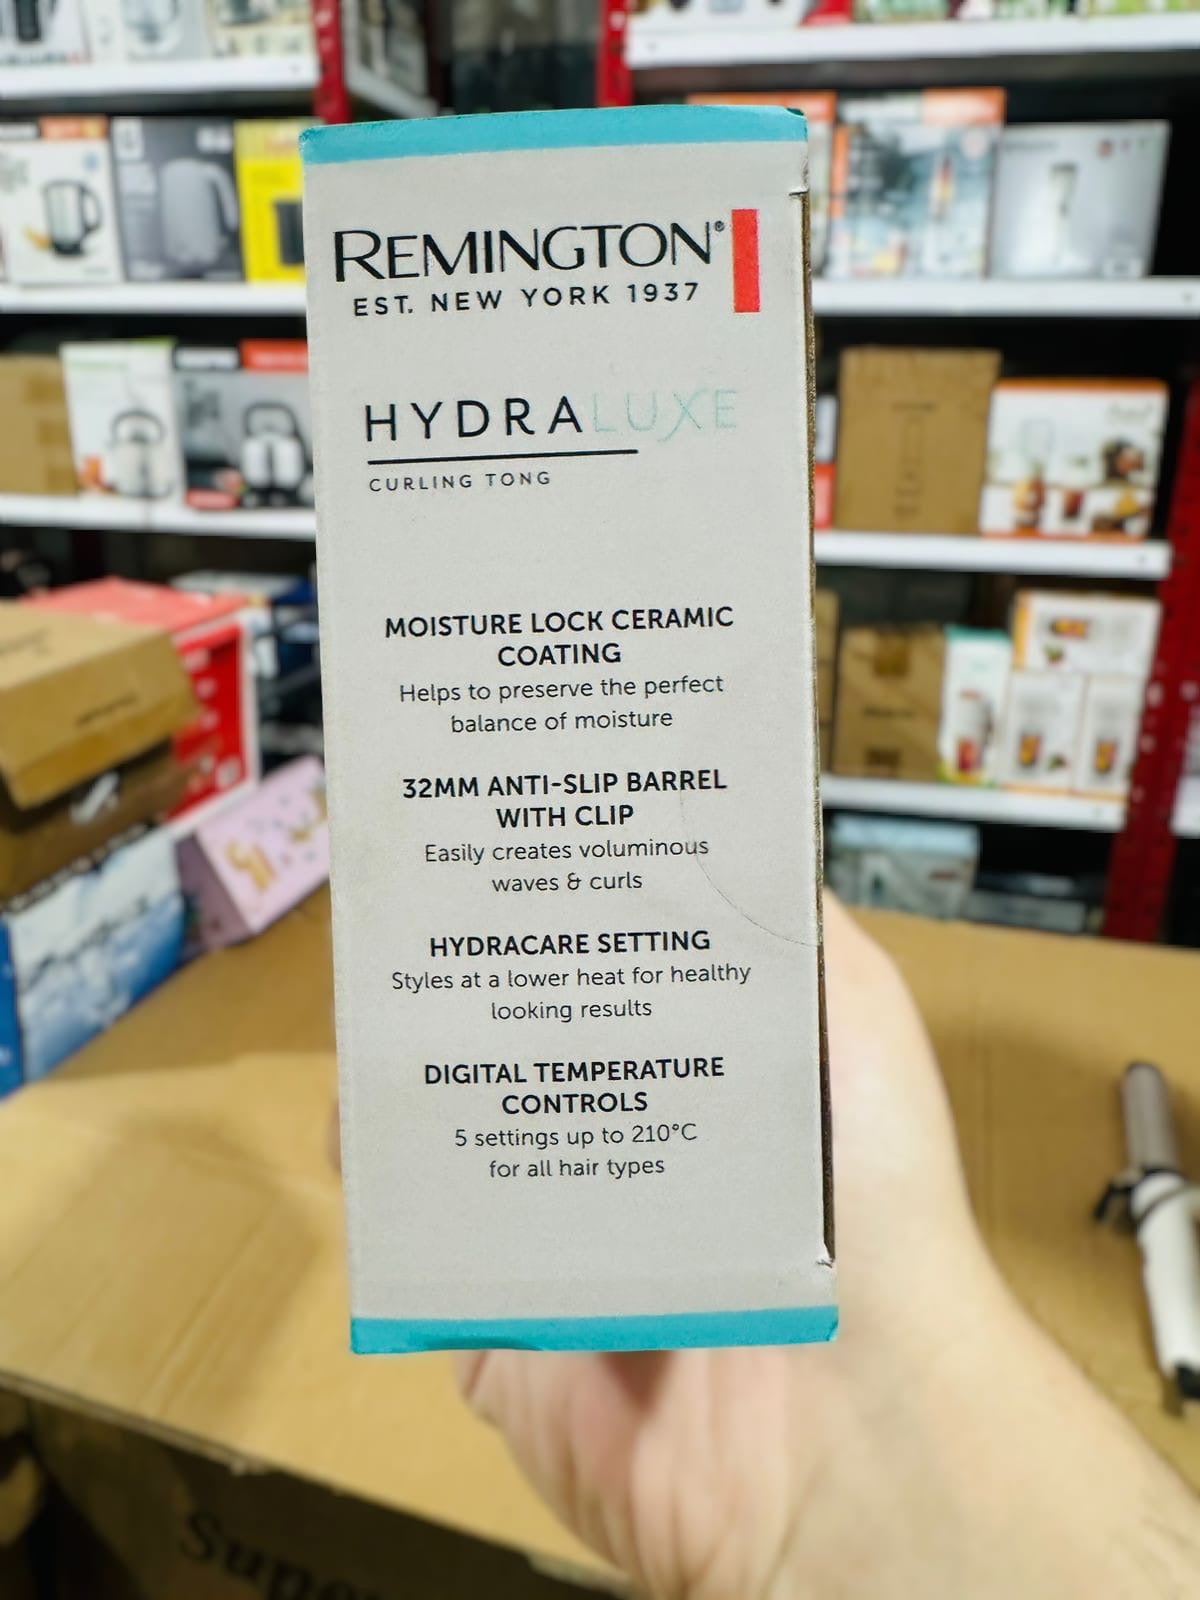 REMINGTON®
EST. NEW YORK 1937
HYDRALUXE
CURLING TONG
MOISTURE LOCK CERAMIC
COATING
Helps to preserve the perfect
balance of moisture
32MM ANTI-SLIP BARREL
WITH CLIP
Easily creates voluminous
waves & curls
HYDRACARE SETTING
Styles at a lower heat for healthy
looking results
DIGITAL TEMPERATURE
CONTROLS
5 settings up to 210°C
for all hair types